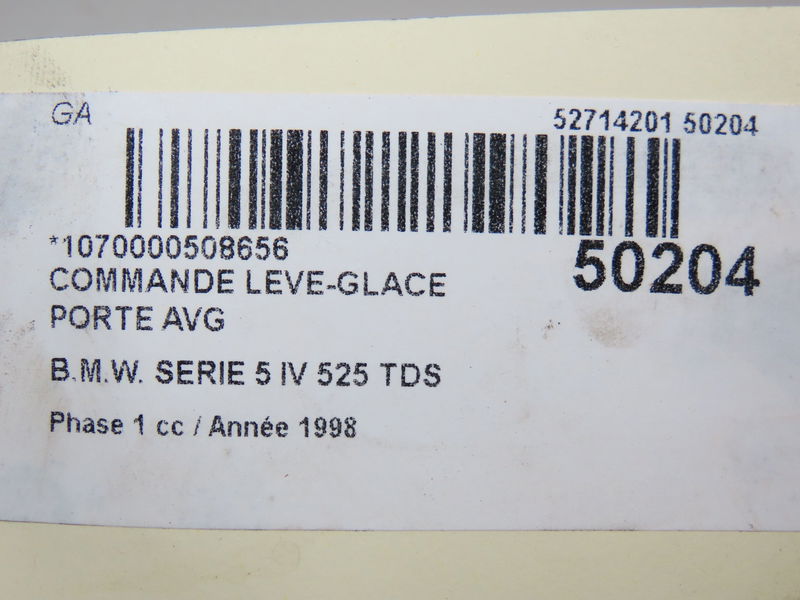 GA
52714201 50204
*1070000508656
50204
COMMANDE LEVE-GLACE
PORTE AVG
B.M.W. SERIE 5 IV 525 TDS
Phase 1 cc / Année 1998